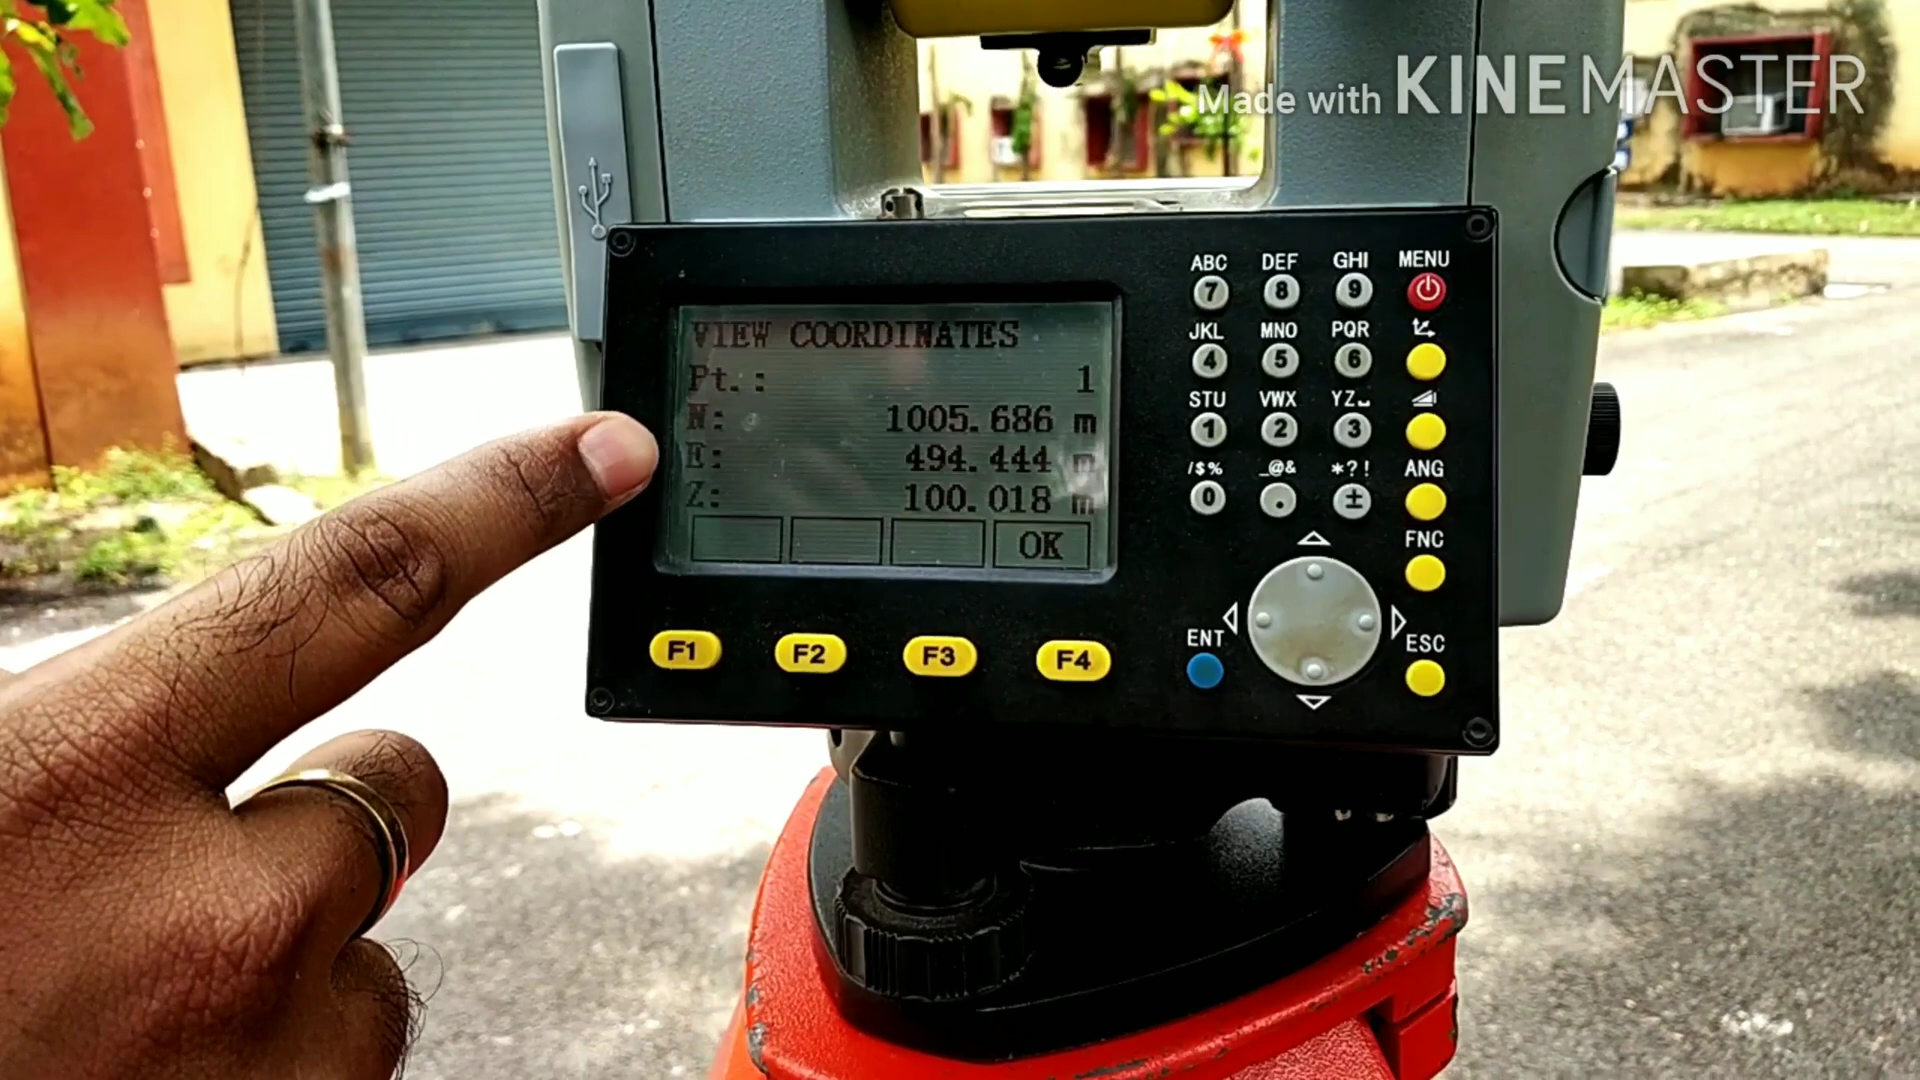 Made with KINEMASTER
VIEW COORDINATES
Pt.: 1
N: 1005.686 m
E: 494.444 m
Z: 100.018 m
OK
F1 F2 F3 F4
ABC DEF GHI MENU
7 8 9
JKL MNO PQR
4 5 6
STU VWX YZ
1 2 3
/$% _@& *?! ANG
0 . ±
FNC
ENT ESC